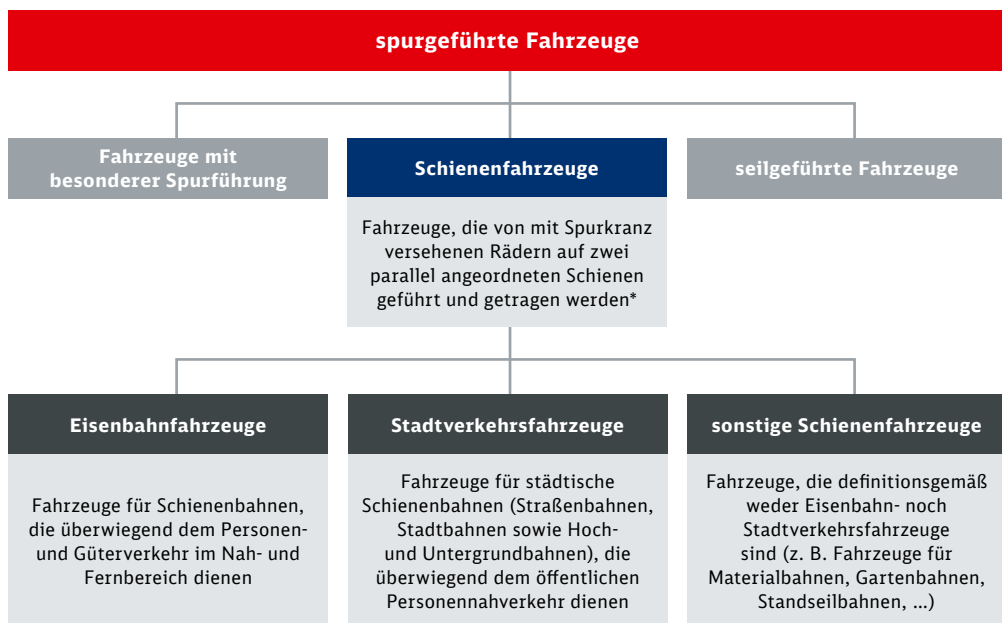 spurgeführte Fahrzeuge
Fahrzeuge mit
besonderer Spurführung
Schienenfahrzeuge
Fahrzeuge, die von mit Spurkranz
versehenen Rädern auf zwei
parallel angeordneten Schienen
geführt und getragen werden*
seilgeführte Fahrzeuge
Eisenbahnfahrzeuge
Fahrzeuge für Schienenbahnen,
die überwiegend dem Personen-
und Güterverkehr im Nah- und
Fernbereich dienen
Stadtverkehrsfahrzeuge
Fahrzeuge für städtische
Schienenbahnen (Straßenbahnen,
Stadtbahnen sowie Hoch-
und Untergrundbahnen), die
überwiegend dem öffentlichen
Personennahverkehr dienen
sonstige Schienenfahrzeuge
Fahrzeuge, die definitionsgemäß
weder Eisenbahn- noch
Stadtverkehrsfahrzeuge
sind (z. B. Fahrzeuge für
Materialbahnen, Gartenbahnen,
Standseilbahnen, ...)